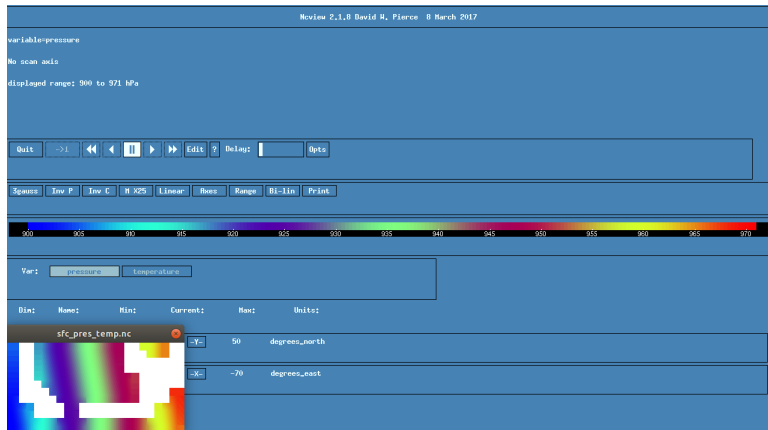 Ncview 2.1.8 David W. Pierce 8 March 2017
variable=pressure
No scan axis
displayed range: 900 to 971 hPa
Quit ->1 Edit ? Delay: Opts
3gauss Inv P Inv C M X25 Linear Axes Range Bi-lin Print
900 905 910 915 920 925 930 935 940 945 950 955 960 965 970
Var: pressure temperature
Dim: Name: Min: Current: Max: Units:
sfc_pres_temp.nc
-Y- 50 degrees_north
-X- -70 degrees_east